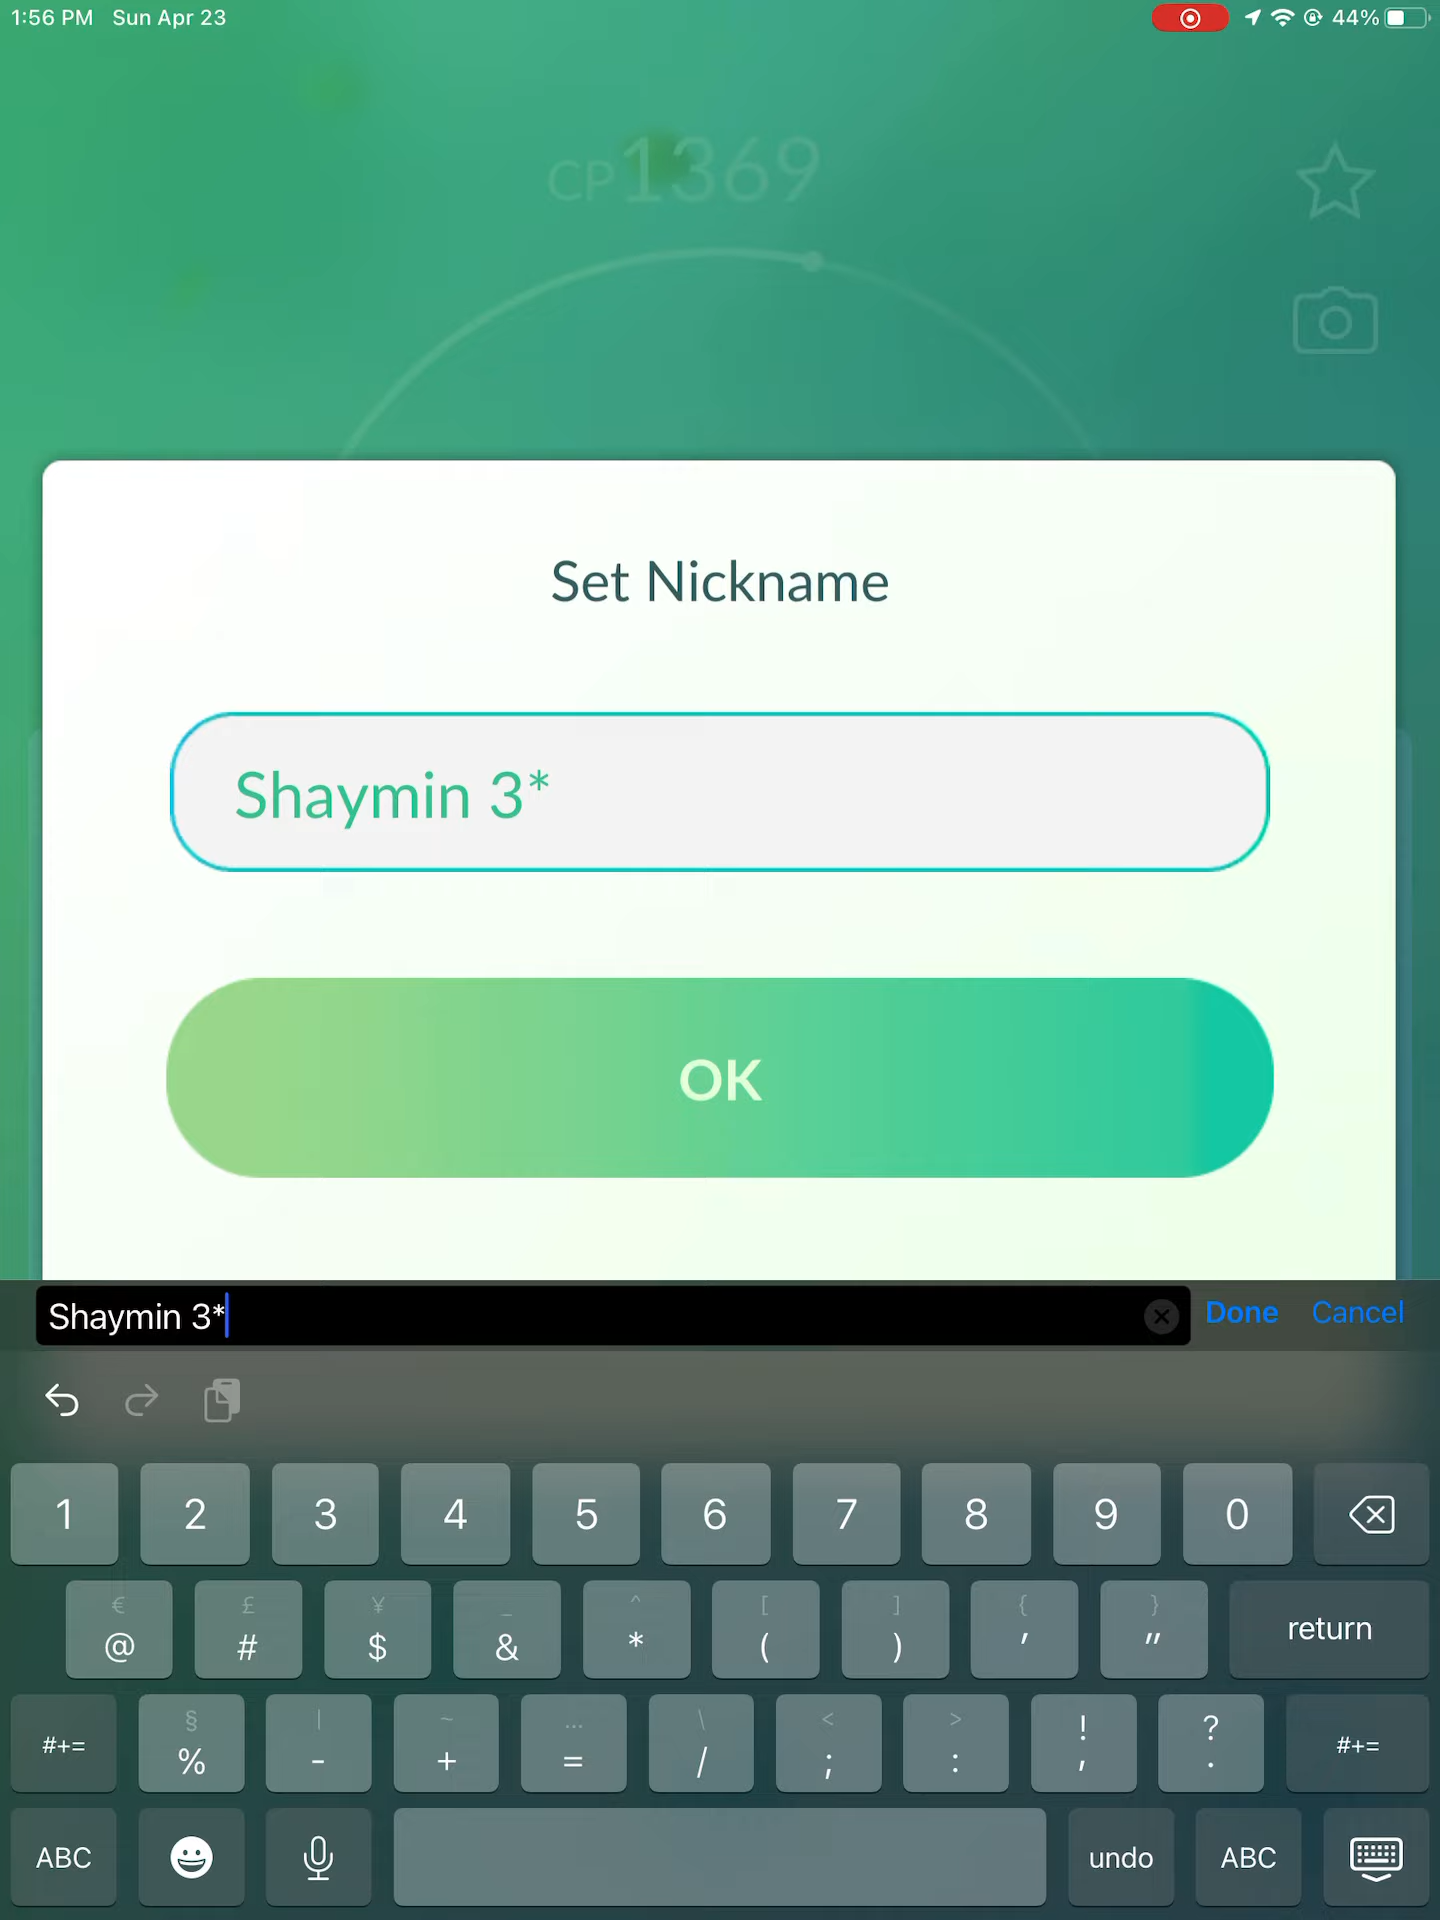 1:56 PM Sun Apr 23 44%
CP1369
Set Nickname
Shaymin 3*
OK
Shaymin 3* Done Cancel
1 2 3 4 5 6 7 8 9 0
€ £ ¥ _ ^ [ ] { }
@ # $ & * ( ) ' " return
§ | ~ … \ < > ! ?
#+= % - + = / ; : , . #+=
ABC undo ABC